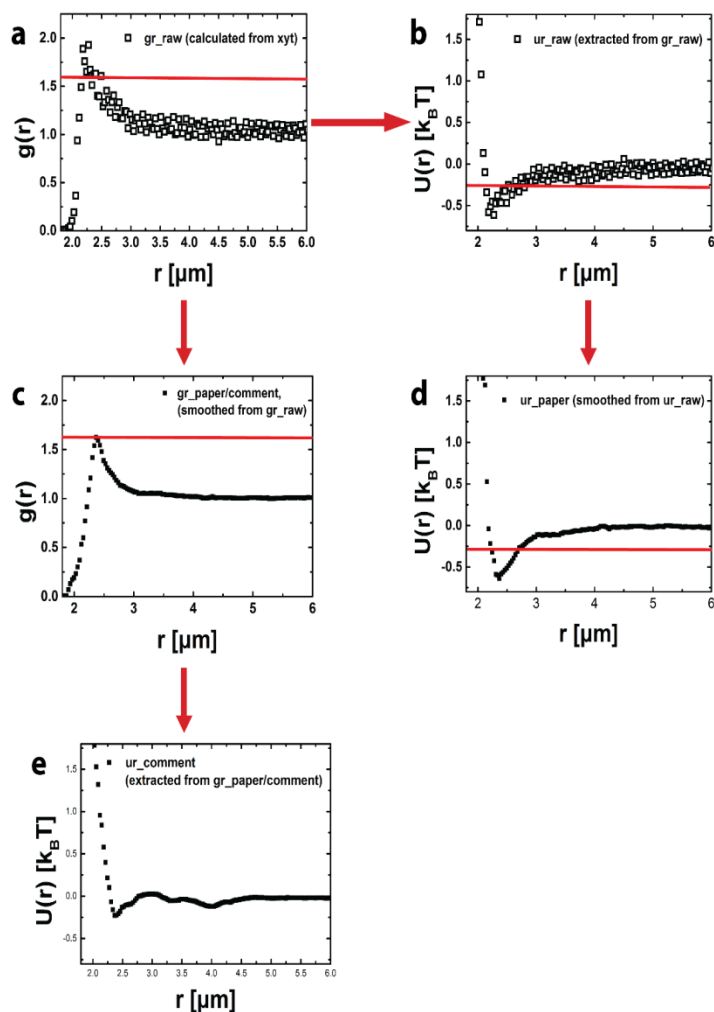 a
gr_raw (calculated from xyt)
g(r)
2.0
1.5
1.0
0.5
0.0
2.0 2.5 3.0 3.5 4.0 4.5 5.0 5.5 6.0
r [µm]
b
ur_raw (extracted from gr_raw)
U(r) [k_BT]
1.5
1.0
0.5
0.0
-0.5
2 3 4 5 6
r [µm]
c
gr_paper/comment,
(smoothed from gr_raw)
g(r)
2.0
1.5
1.0
0.5
0.0
2 3 4 5 6
r [µm]
d
ur_paper (smoothed from ur_raw)
U(r) [k_BT]
1.5
1.0
0.5
0.0
-0.5
2 3 4 5 6
r [µm]
e
ur_comment
(extracted from gr_paper/comment)
U(r) [k_BT]
1.5
1.0
0.5
0.0
-0.5
2.0 2.5 3.0 3.5 4.0 4.5 5.0 5.5 6.0
r [µm]